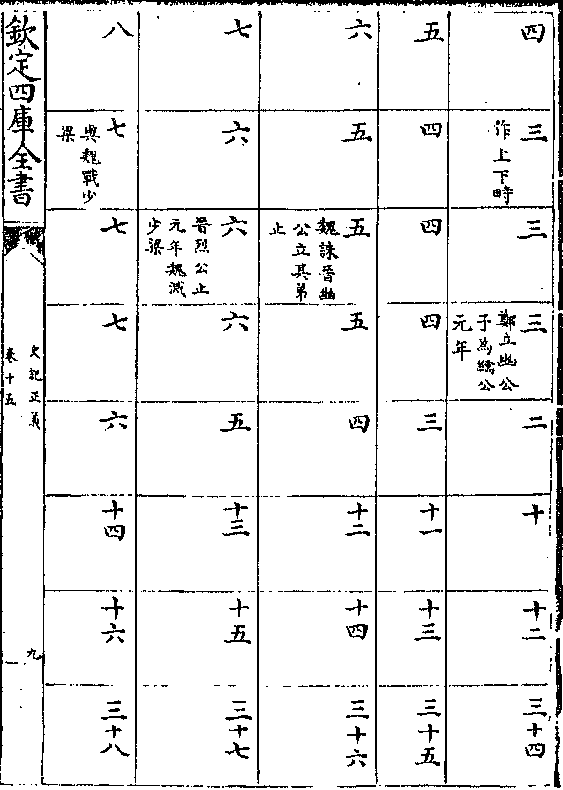 四
三 作上下畤
三
三 鄭立幽公
子為繻公
元年
二
十
十二
三十四
五
四
四
四
三
十一
十三
三十五
六
五
五 魏誅晉幽
公立其弟
止
五
四
十二
十四
三十六
七
六
六 晉烈公止
元年魏滅
少梁
六
五
十三
十五
三十七
八
七 與魏戰少
梁
七
七
六
十四
十六
三十八
欽定四庫全書
史記正義
卷十五
九